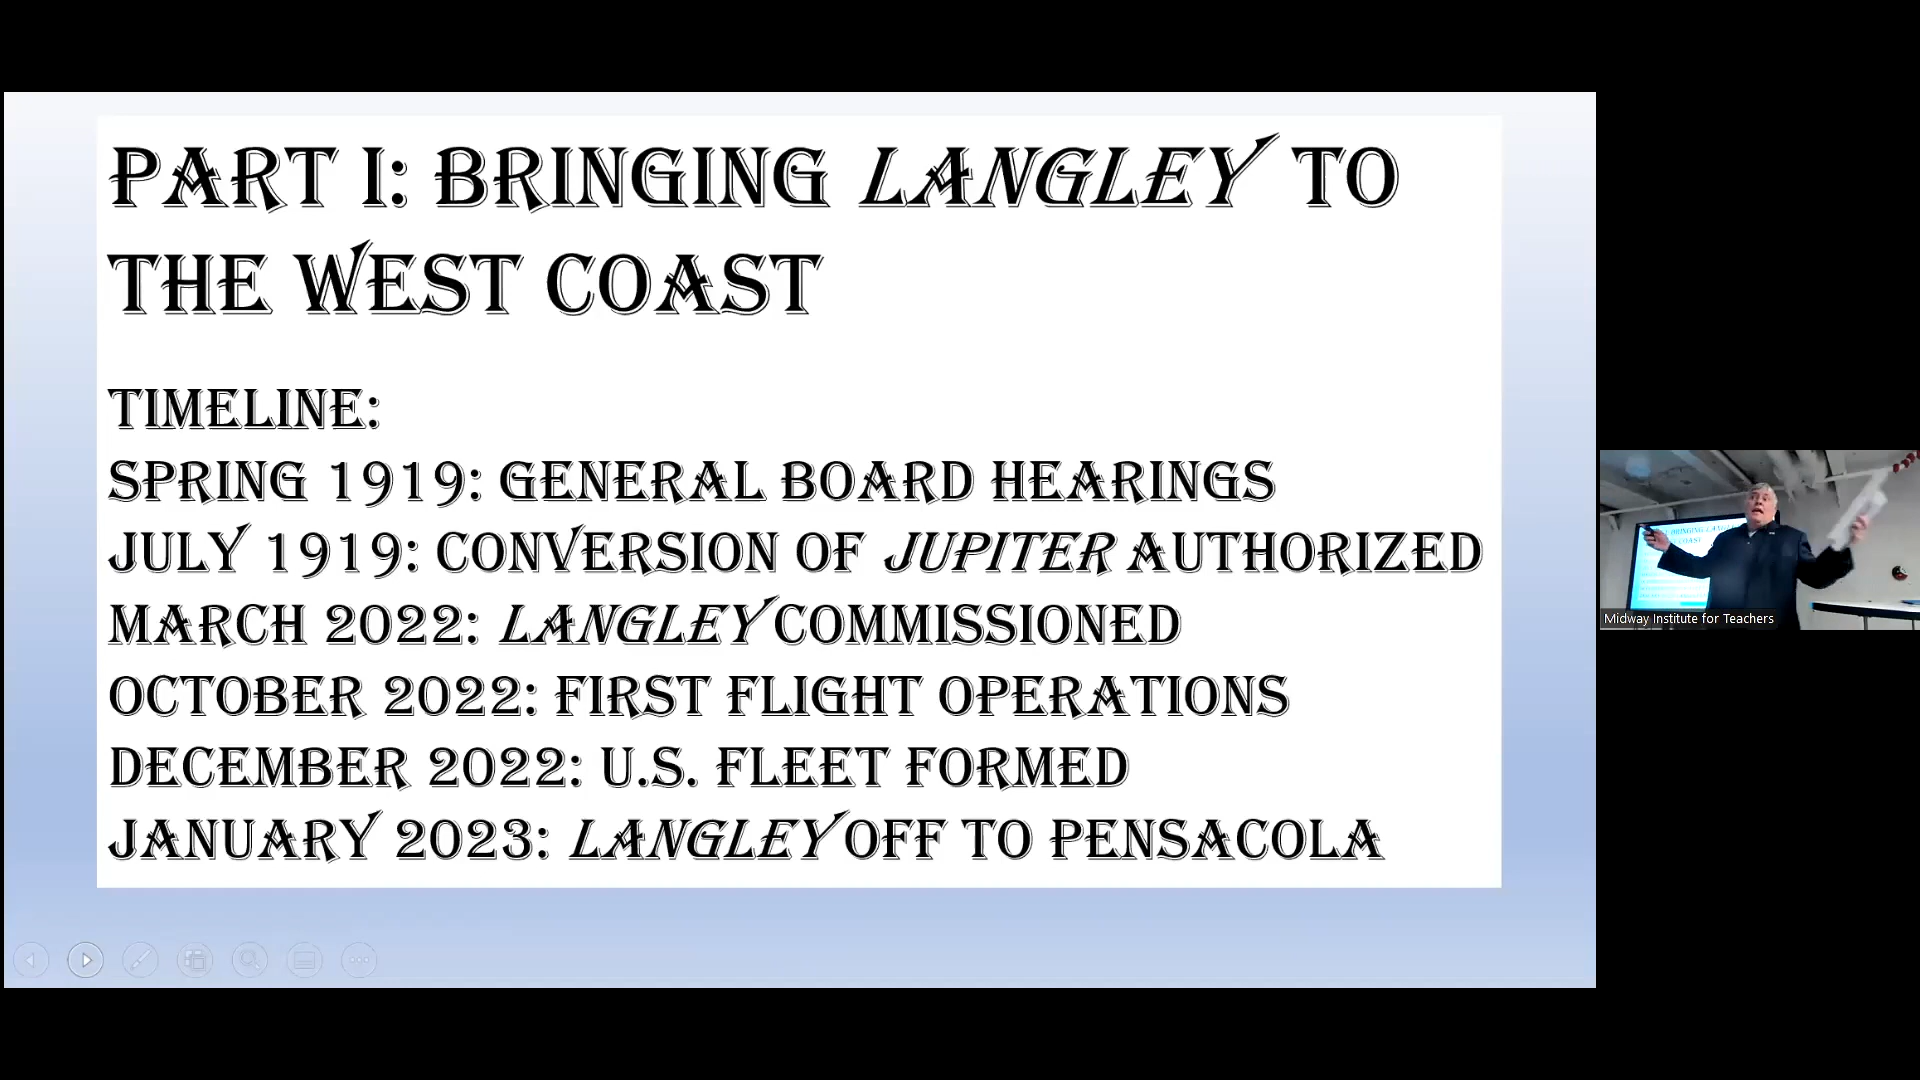 PART I: BRINGING LANGLEY TO
THE WEST COAST
TIMELINE:
SPRING 1919: GENERAL BOARD HEARINGS
JULY 1919: CONVERSION OF JUPITER AUTHORIZED
MARCH 2022: LANGLEY COMMISSIONED
OCTOBER 2022: FIRST FLIGHT OPERATIONS
DECEMBER 2022: U.S. FLEET FORMED
JANUARY 2023: LANGLEY OFF TO PENSACOLA
Midway Institute for Teachers